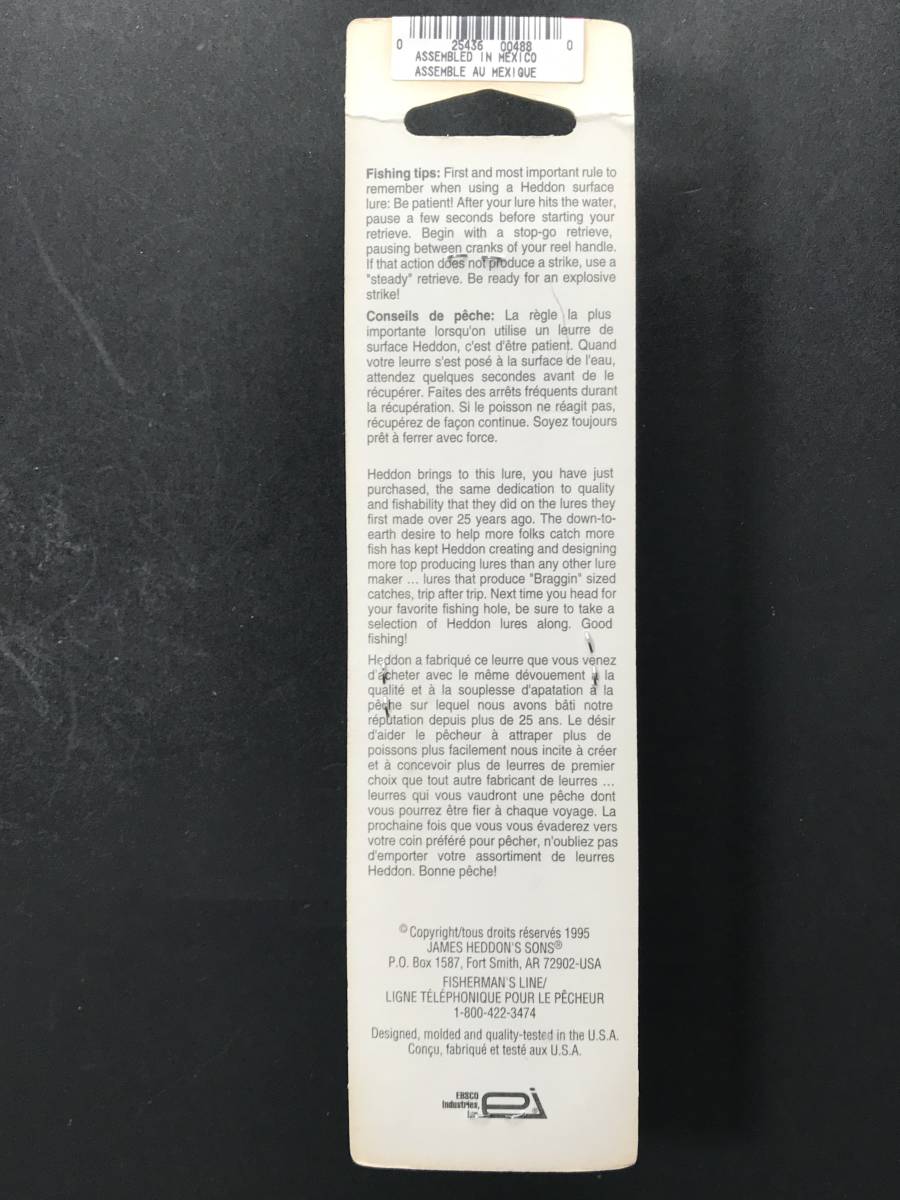 0 25436 00488 0
ASSEMBLED IN MEXICO
ASSEMBLE AU MEXIQUE
Fishing tips: First and most important rule to
remember when using a Heddon surface
lure: Be patient! After your lure hits the water,
pause a few seconds before starting your
retrieve. Begin with a stop-go retrieve,
pausing between cranks of your reel handle.
If that action does not produce a strike, use a
"steady" retrieve. Be ready for an explosive
strike!
Conseils de pêche: La règle la plus
importante lorsqu'on utilise un leurre de
surface Heddon, c'est d'être patient. Quand
votre leurre s'est posé à la surface de l'eau,
attendez quelques secondes avant de le
récupérer. Faites des arrêts fréquents durant
la récupération. Si le poisson ne réagit pas,
récupérez de façon continue. Soyez toujours
prêt à ferrer avec force.
Heddon brings to this lure, you have just
purchased, the same dedication to quality
and fishability that they did on the lures they
first made over 25 years ago. The down-to-
earth desire to help more folks catch more
fish has kept Heddon creating and designing
more top producing lures than any other lure
maker ... lures that produce "Braggin" sized
catches, trip after trip. Next time you head for
your favorite fishing hole, be sure to take a
selection of Heddon lures along. Good
fishing!
Heddon a fabriqué ce leurre que vous venez
d'acheter avec le même dévouement à la
qualité et à la souplesse d'apatation à la
pêche sur lequel nous avons bâti notre
réputation depuis plus de 25 ans. Le désir
d'aider le pêcheur à attraper plus de
poissons plus facilement nous incite à créer
et à concevoir plus de leurres de premier
choix que tout autre fabricant de leurres ...
leurres qui vous vaudront une pêche dont
vous pourrez être fier à chaque voyage. La
prochaine fois que vous vous évaderez vers
votre coin préféré pour pêcher, n'oubliez pas
d'emporter votre assortiment de leurres
Heddon. Bonne pêche!
© Copyright/tous droits réservés 1995
JAMES HEDDON'S SONS®
P.O. Box 1587, Fort Smith, AR 72902-USA
FISHERMAN'S LINE/
LIGNE TÉLÉPHONIQUE POUR LE PÊCHEUR
1-800-422-3474
Designed, molded and quality-tested in the U.S.A.
Conçu, fabriqué et testé aux U.S.A.
EBSCO
Industries,
Inc. ei®